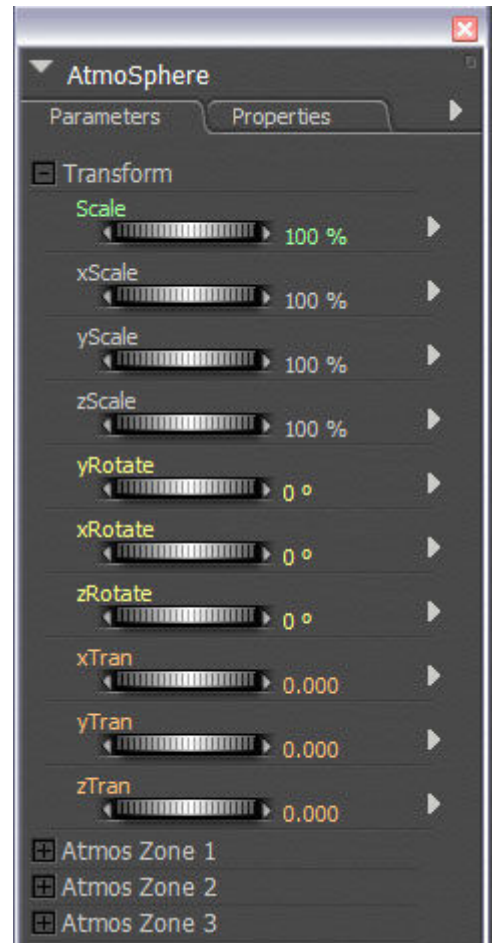 AtmoSphere
Parameters Properties
Transform
Scale
100 %
xScale
100 %
yScale
100 %
zScale
100 %
yRotate
0 º
xRotate
0 º
zRotate
0 º
xTran
0.000
yTran
0.000
zTran
0.000
Atmos Zone 1
Atmos Zone 2
Atmos Zone 3